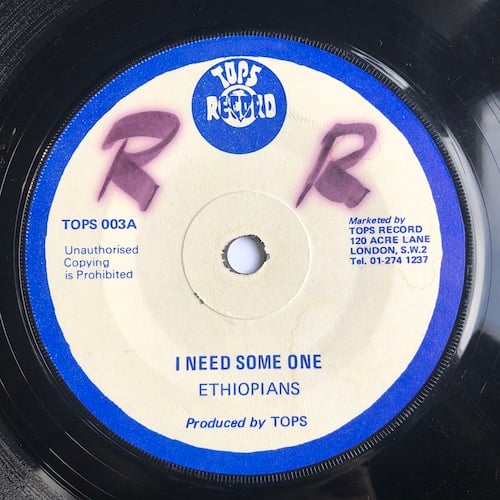 TOPS
RECORD
R R
TOPS 003A
Unauthorised
Copying
is Prohibited
Marketed by
TOPS RECORD
120 ACRE LANE
LONDON, S.W.2
Tel. 01-274 1237
I NEED SOME ONE
ETHIOPIANS
Produced by TOPS